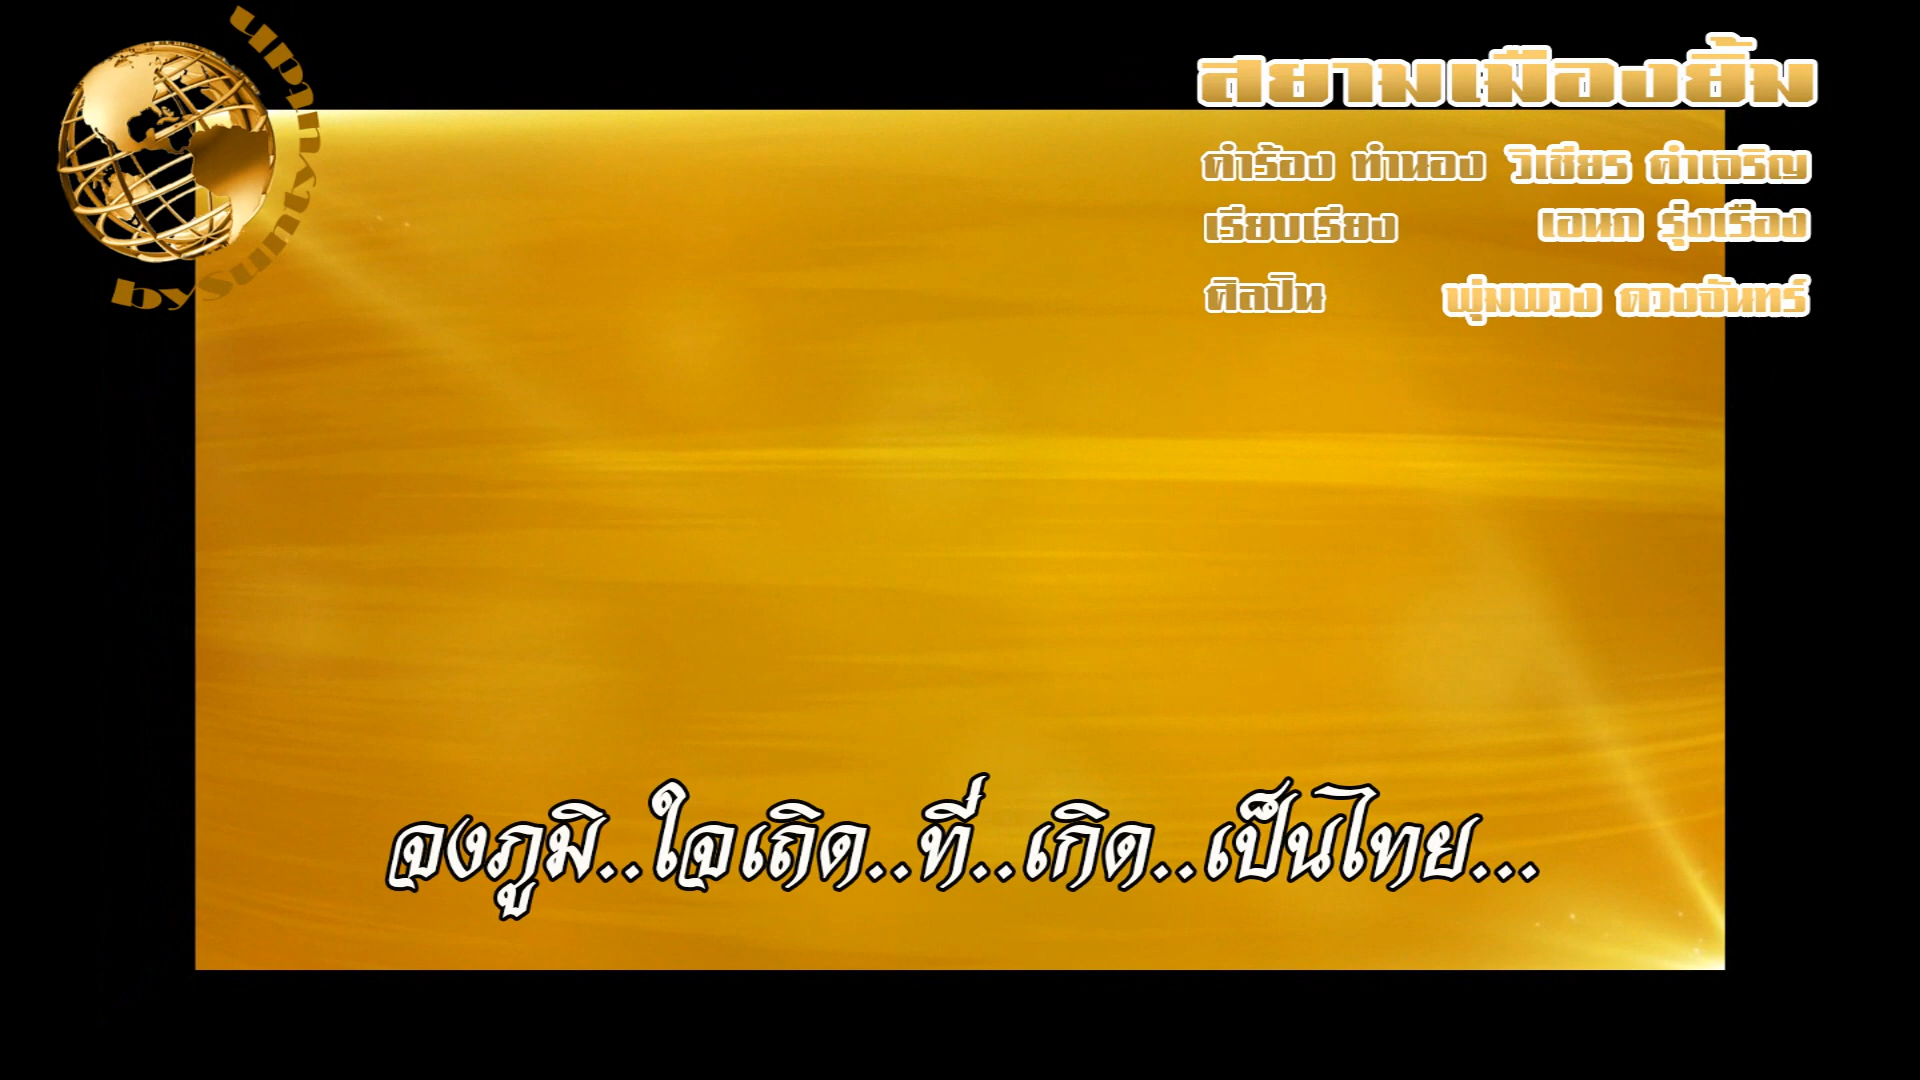 bySuntyknaphu
สยามเมืองยิ้ม
คำร้อง ทำนอง วิเชียร คำเจริญ
เรียบเรียง เอนก รุ่งเรือง
ศิลปิน พุ่มพวง ดวงจันทร์
จงภูมิ..ใจเถิด..ที่..เกิด..เป็นไทย...